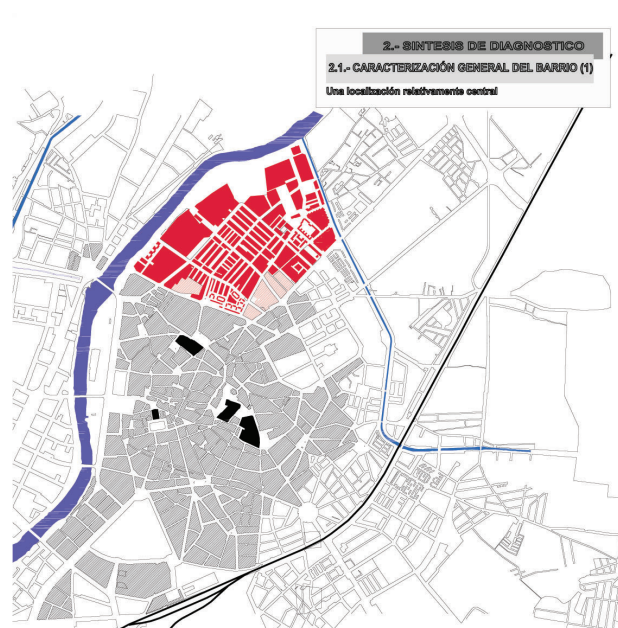 2.- SINTESIS DE DIAGNOSTICO
2.1.- CARACTERIZACIÓN GENERAL DEL BARRIO (1)
Una localización relativamente central